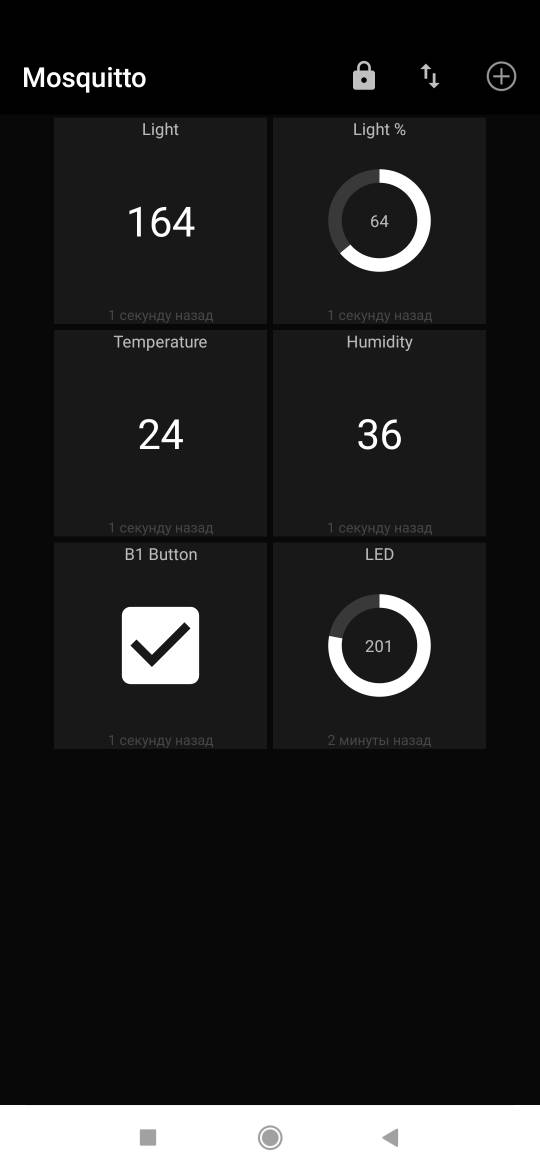 Mosquitto
Light
164
1 секунду назад
Light %
64
1 секунду назад
Temperature
24
1 секунду назад
Humidity
36
1 секунду назад
B1 Button
1 секунду назад
LED
201
2 минуты назад